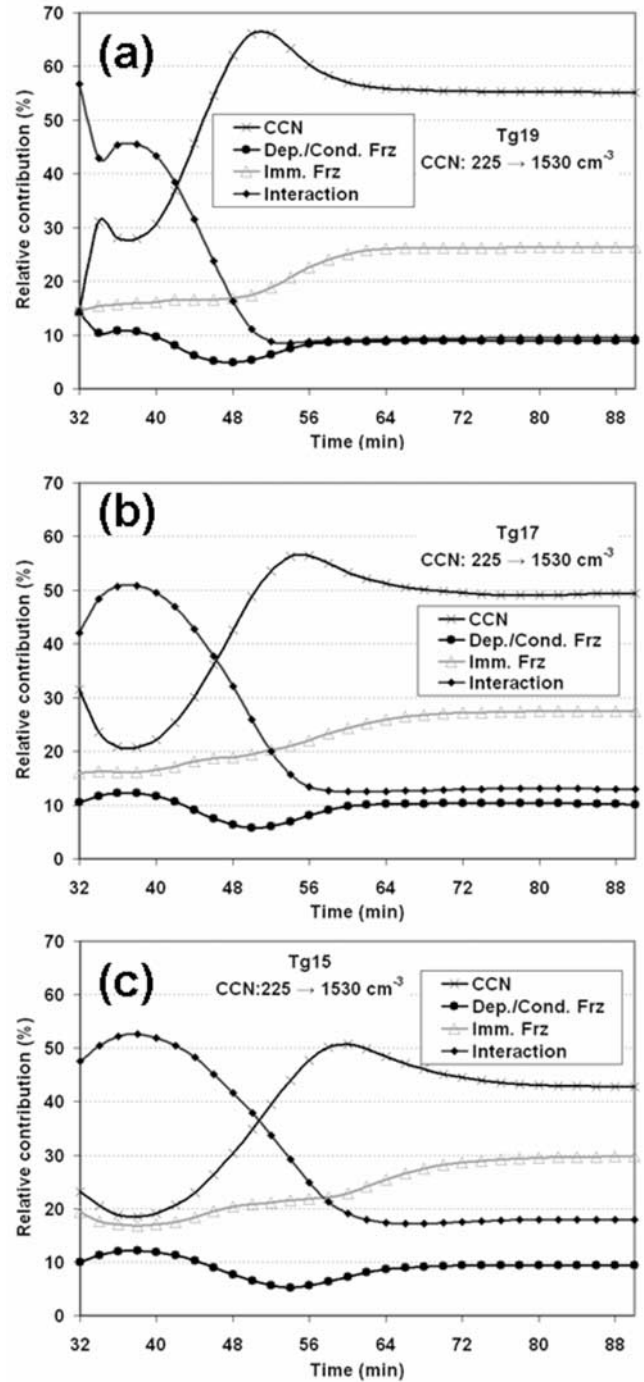 (a)
70
60
50
40
30
20
10
0
Relative contribution (%)
CCN
Dep./Cond. Frz
Imm. Frz
Interaction
Tg19
CCN: 225 → 1530 cm⁻³
32 40 48 56 64 72 80 88
Time (min)
(b)
70
60
50
40
30
20
10
0
Relative contribution (%)
Tg17
CCN: 225 → 1530 cm⁻³
CCN
Dep./Cond. Frz
Imm. Frz
Interaction
32 40 48 56 64 72 80 88
Time (min)
(c)
70
60
50
40
30
20
10
0
Relative contribution (%)
Tg15
CCN:225 → 1530 cm⁻³
CCN
Dep./Cond. Frz
Imm. Frz
Interaction
32 40 48 56 64 72 80 88
Time (min)